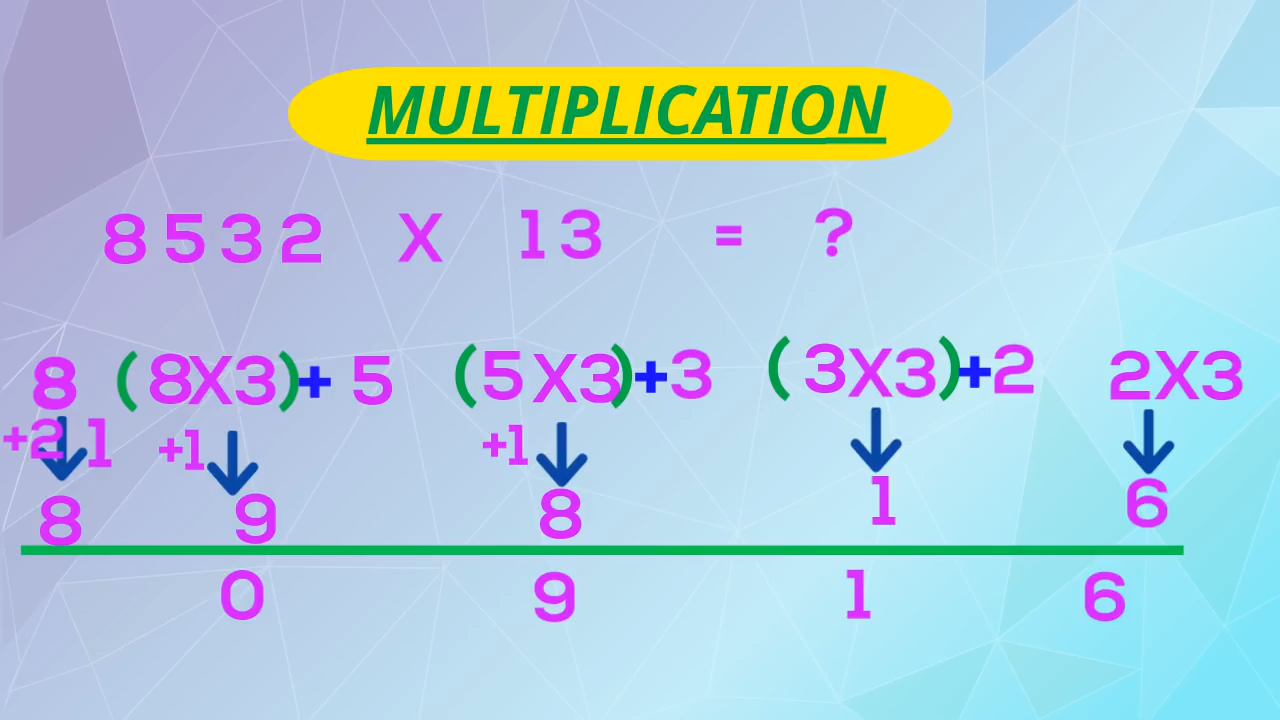 MULTIPLICATION
8532 X 13 = ?
8 (8X3)+ 5 (5X3)+3 (3X3)+2 2X3
+2 1 +1 +1
8 9 8 1 6
0 9 1 6